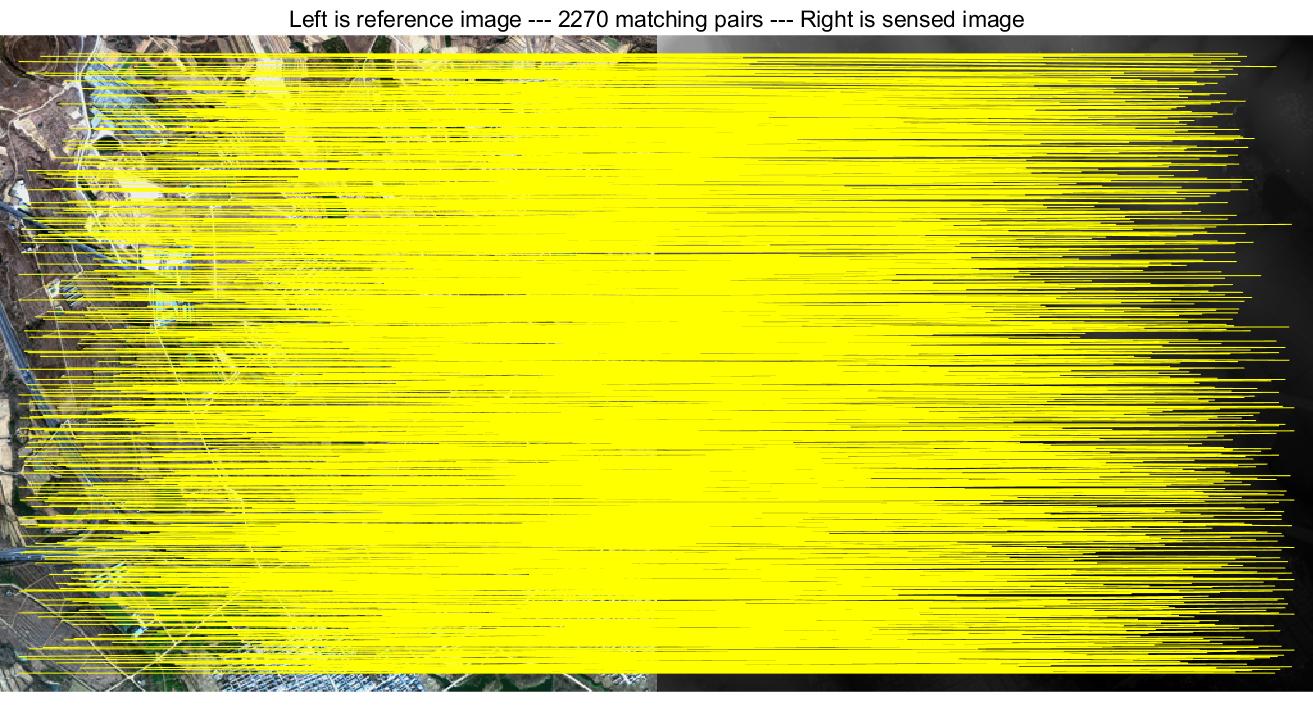 Left is reference image --- 2270 matching pairs --- Right is sensed image